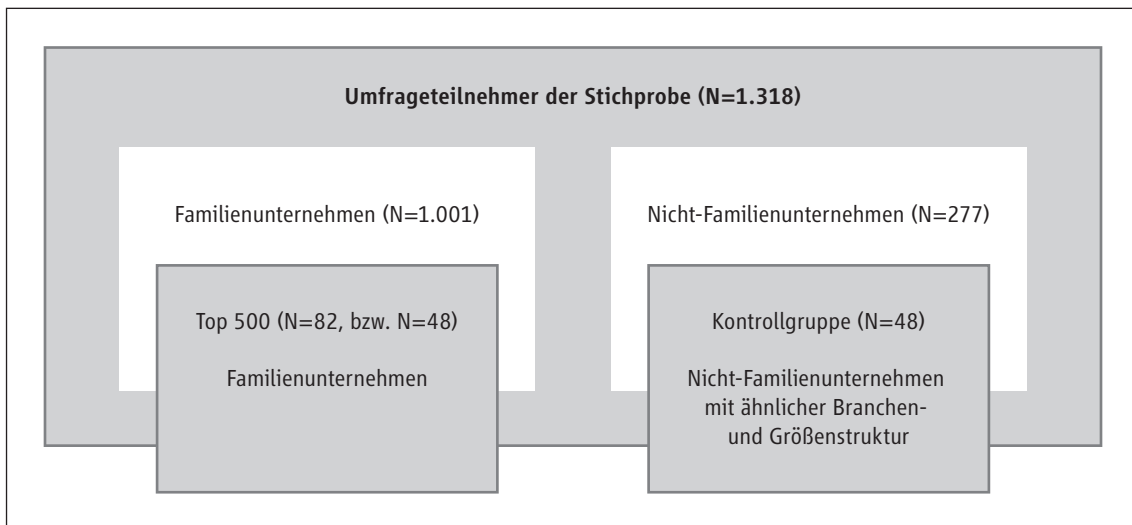 Umfrageteilnehmer der Stichprobe (N=1.318)
Familienunternehmen (N=1.001)
Top 500 (N=82, bzw. N=48)
Familienunternehmen
Nicht-Familienunternehmen (N=277)
Kontrollgruppe (N=48)
Nicht-Familienunternehmen
mit ähnlicher Branchen-
und Größenstruktur